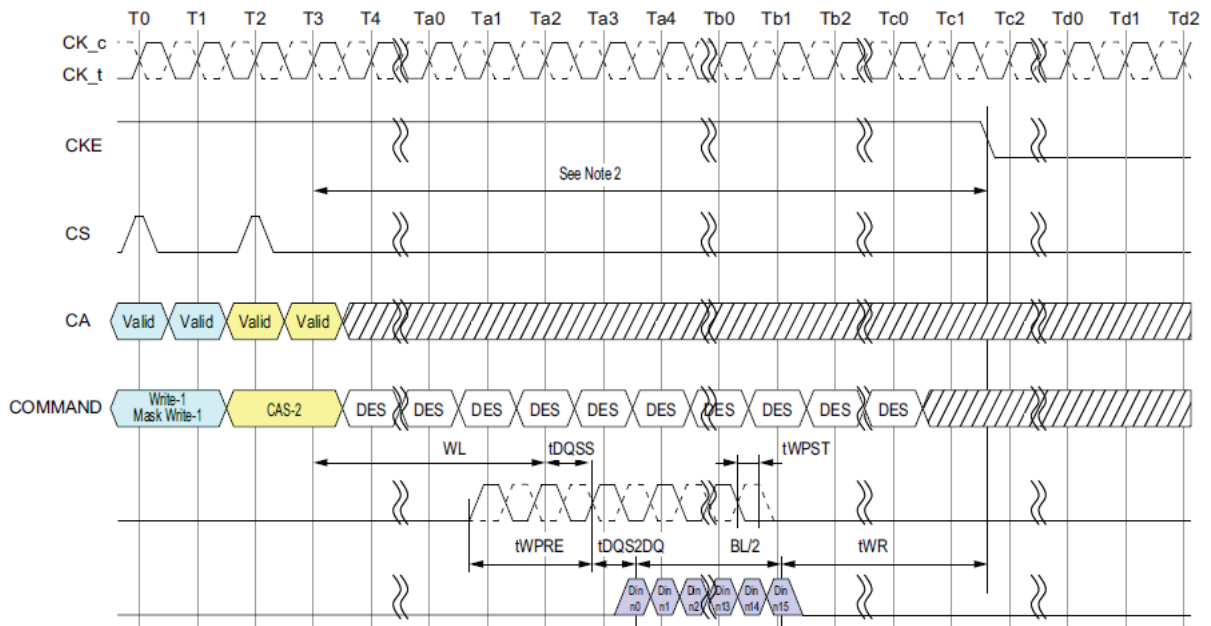 T0 T1 T2 T3 T4 Ta0 Ta1 Ta2 Ta3 Ta4 Tb0 Tb1 Tb2 Tc0 Tc1 Tc2 Td0 Td1 Td2
CK_c
CK_t
CKE
See Note 2
CS
CA Valid Valid Valid Valid
Write-1
COMMAND Mask Write-1 CAS-2 DES DES DES DES DES DES DES DES DES DES
WL tDQSS tWPST
tWPRE tDQS2DQ BL/2 tWR
Din Din Din Din Din Din
n0 n1 n2 n13 n14 n15